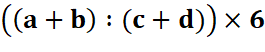 ((a + b) : (c + d)) × 6